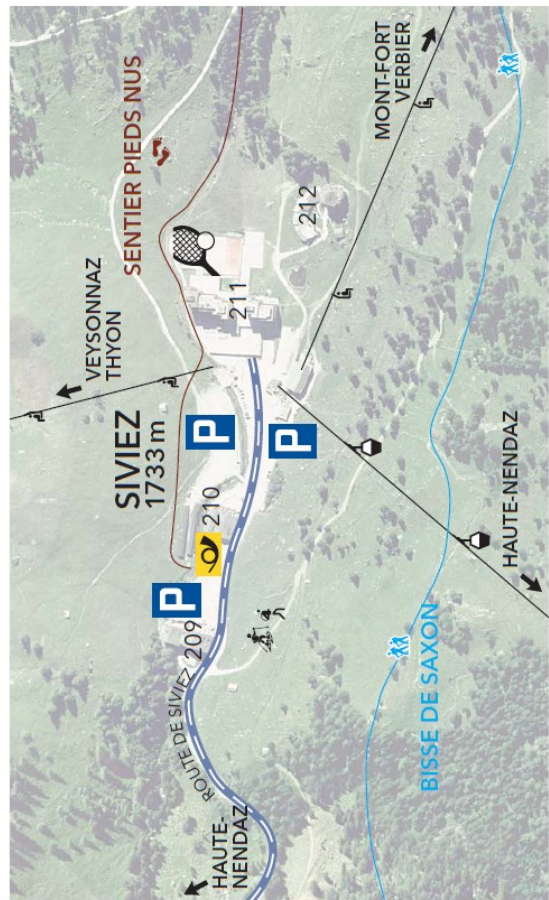 SENTIER PIEDS NUS
MONT-FORT
VERBIER
212
211
VEYSONNAZ
THYON
SIVIEZ
1733 m
P
P
210
P
209
HAUTE-NENDAZ
ROUTE DE SIVIEZ
BISSE DE SAXON
HAUTE-
NENDAZ